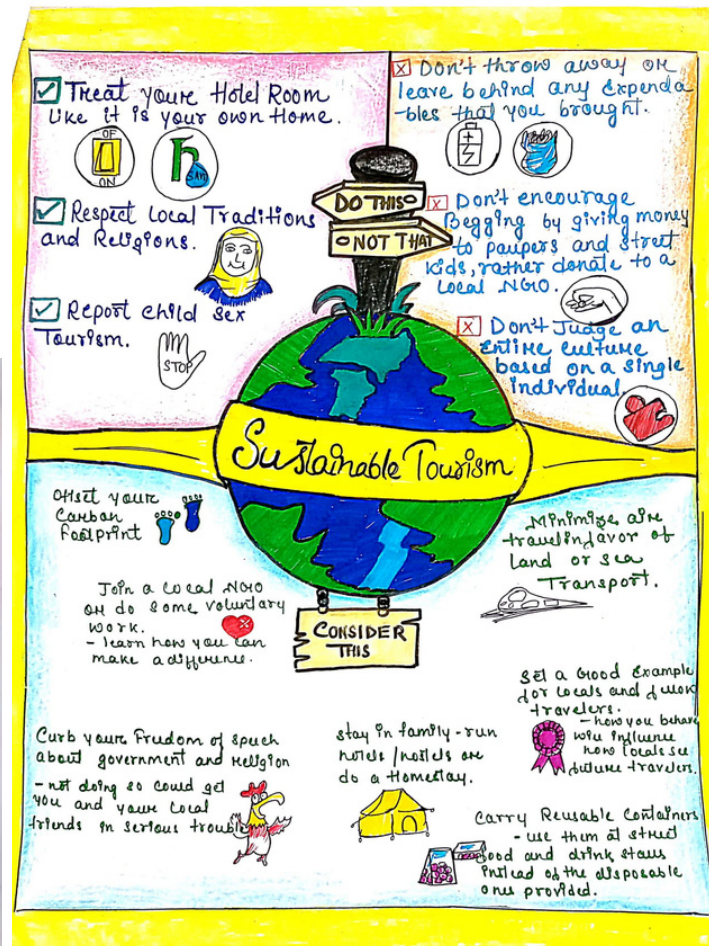 Treat your Hotel Room
Like it is your own Home.
OF
ON
SAVE
Respect Local Traditions
and Religions.
Report child sex
Tourism.
STOP
DO THIS
NOT THAT
Don't throw away or
leave behind any Expenda
-bles that you brought.
Don't encourage
Begging by giving money
to paupers and street
kids, rather donate to a
Local NGO.
Don't Judge an
Entire culture
based on a single
individual.
Sustainable Tourism
Offset your
Carbon
Footprint
Join a Local NGO
or do some voluntary
work.
- learn how you can
make a difference.
CONSIDER
THIS
Minimize air
travel in favor of
Land or sea
Transport.
Set a Good Example
for locals and
travelers.
- how you behave
will influence
how locals see
future travelers.
Curb your Freedom of speech
about government and religion
- not doing so could get
you and your local
friends in serious trouble
stay in family-run
hotels/hostels or
do a Homestay.
Carry Reusable Containers
- use them at street
food and drink stalls
instead of the disposable
ones provided.